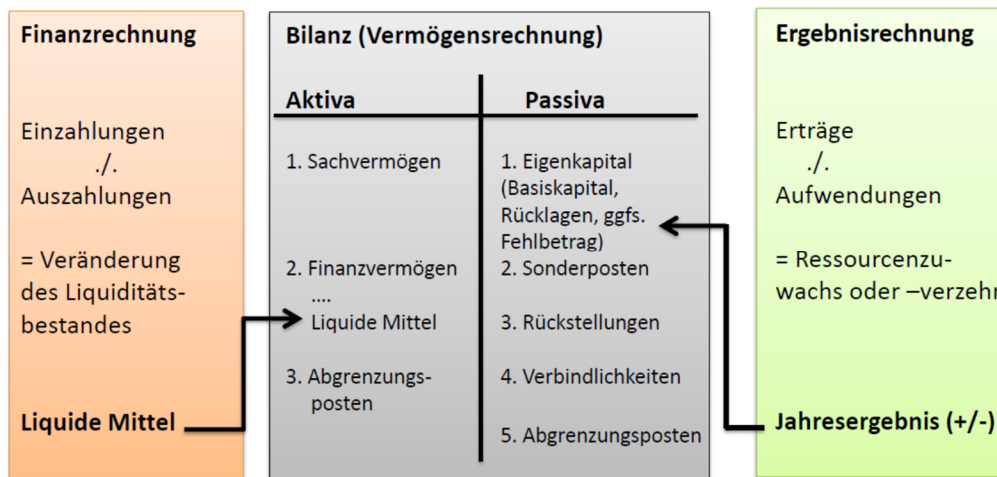 Finanzrechnung
Einzahlungen
./.
Auszahlungen
= Veränderung
des Liquiditäts-
bestandes
Liquide Mittel
Bilanz (Vermögensrechnung)
Aktiva
1. Sachvermögen
2. Finanzvermögen
....
Liquide Mittel
3. Abgrenzungs-
posten
Passiva
1. Eigenkapital
(Basiskapital,
Rücklagen, ggfs.
Fehlbetrag)
2. Sonderposten
3. Rückstellungen
4. Verbindlichkeiten
5. Abgrenzungsposten
Ergebnisrechnung
Erträge
./.
Aufwendungen
= Ressourcenzu-
wachs oder –verzehr
Jahresergebnis (+/-)